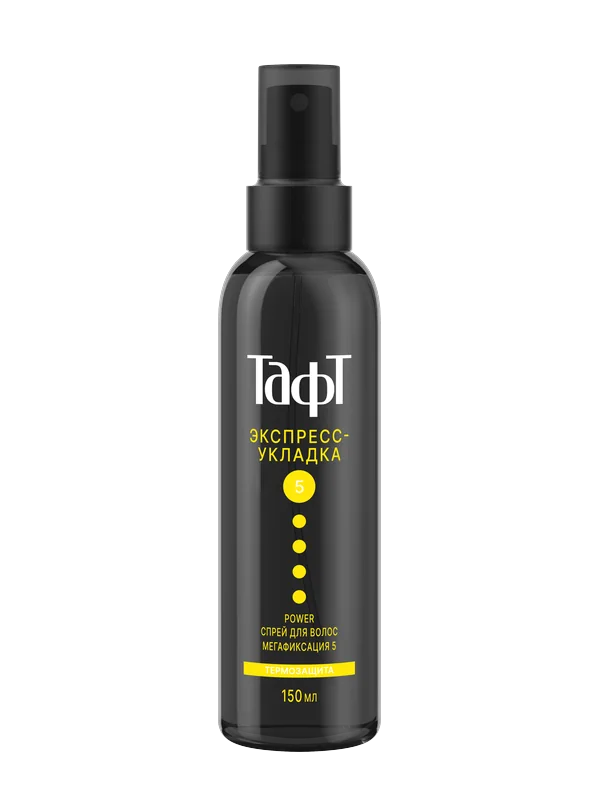 Тафт
ЭКСПРЕСС-
УКЛАДКА
5
POWER
СПРЕЙ ДЛЯ ВОЛОС
МЕГАФИКСАЦИЯ 5
ТЕРМОЗАЩИТА
150 МЛ